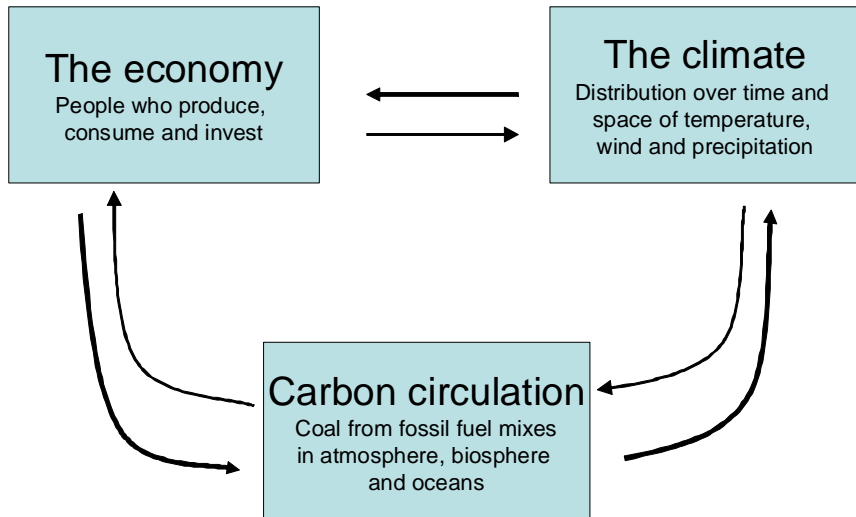 The economy
People who produce,
consume and invest
The climate
Distribution over time and
space of temperature,
wind and precipitation
Carbon circulation
Coal from fossil fuel mixes
in atmosphere, biosphere
and oceans